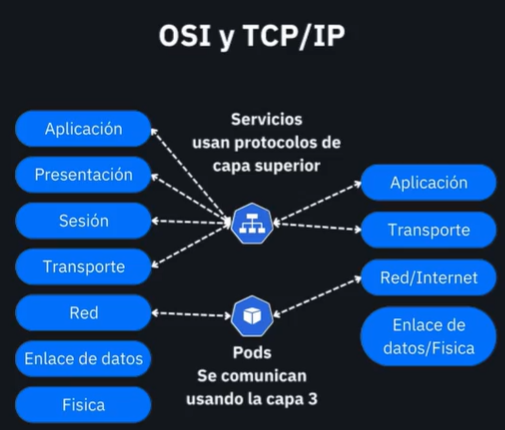 OSI y TCP/IP
Aplicación
Presentación
Sesión
Transporte
Red
Enlace de datos
Fisica
Servicios
usan protocolos de
capa superior
Pods
Se comunican
usando la capa 3
Aplicación
Transporte
Red/Internet
Enlace de
datos/Fisica